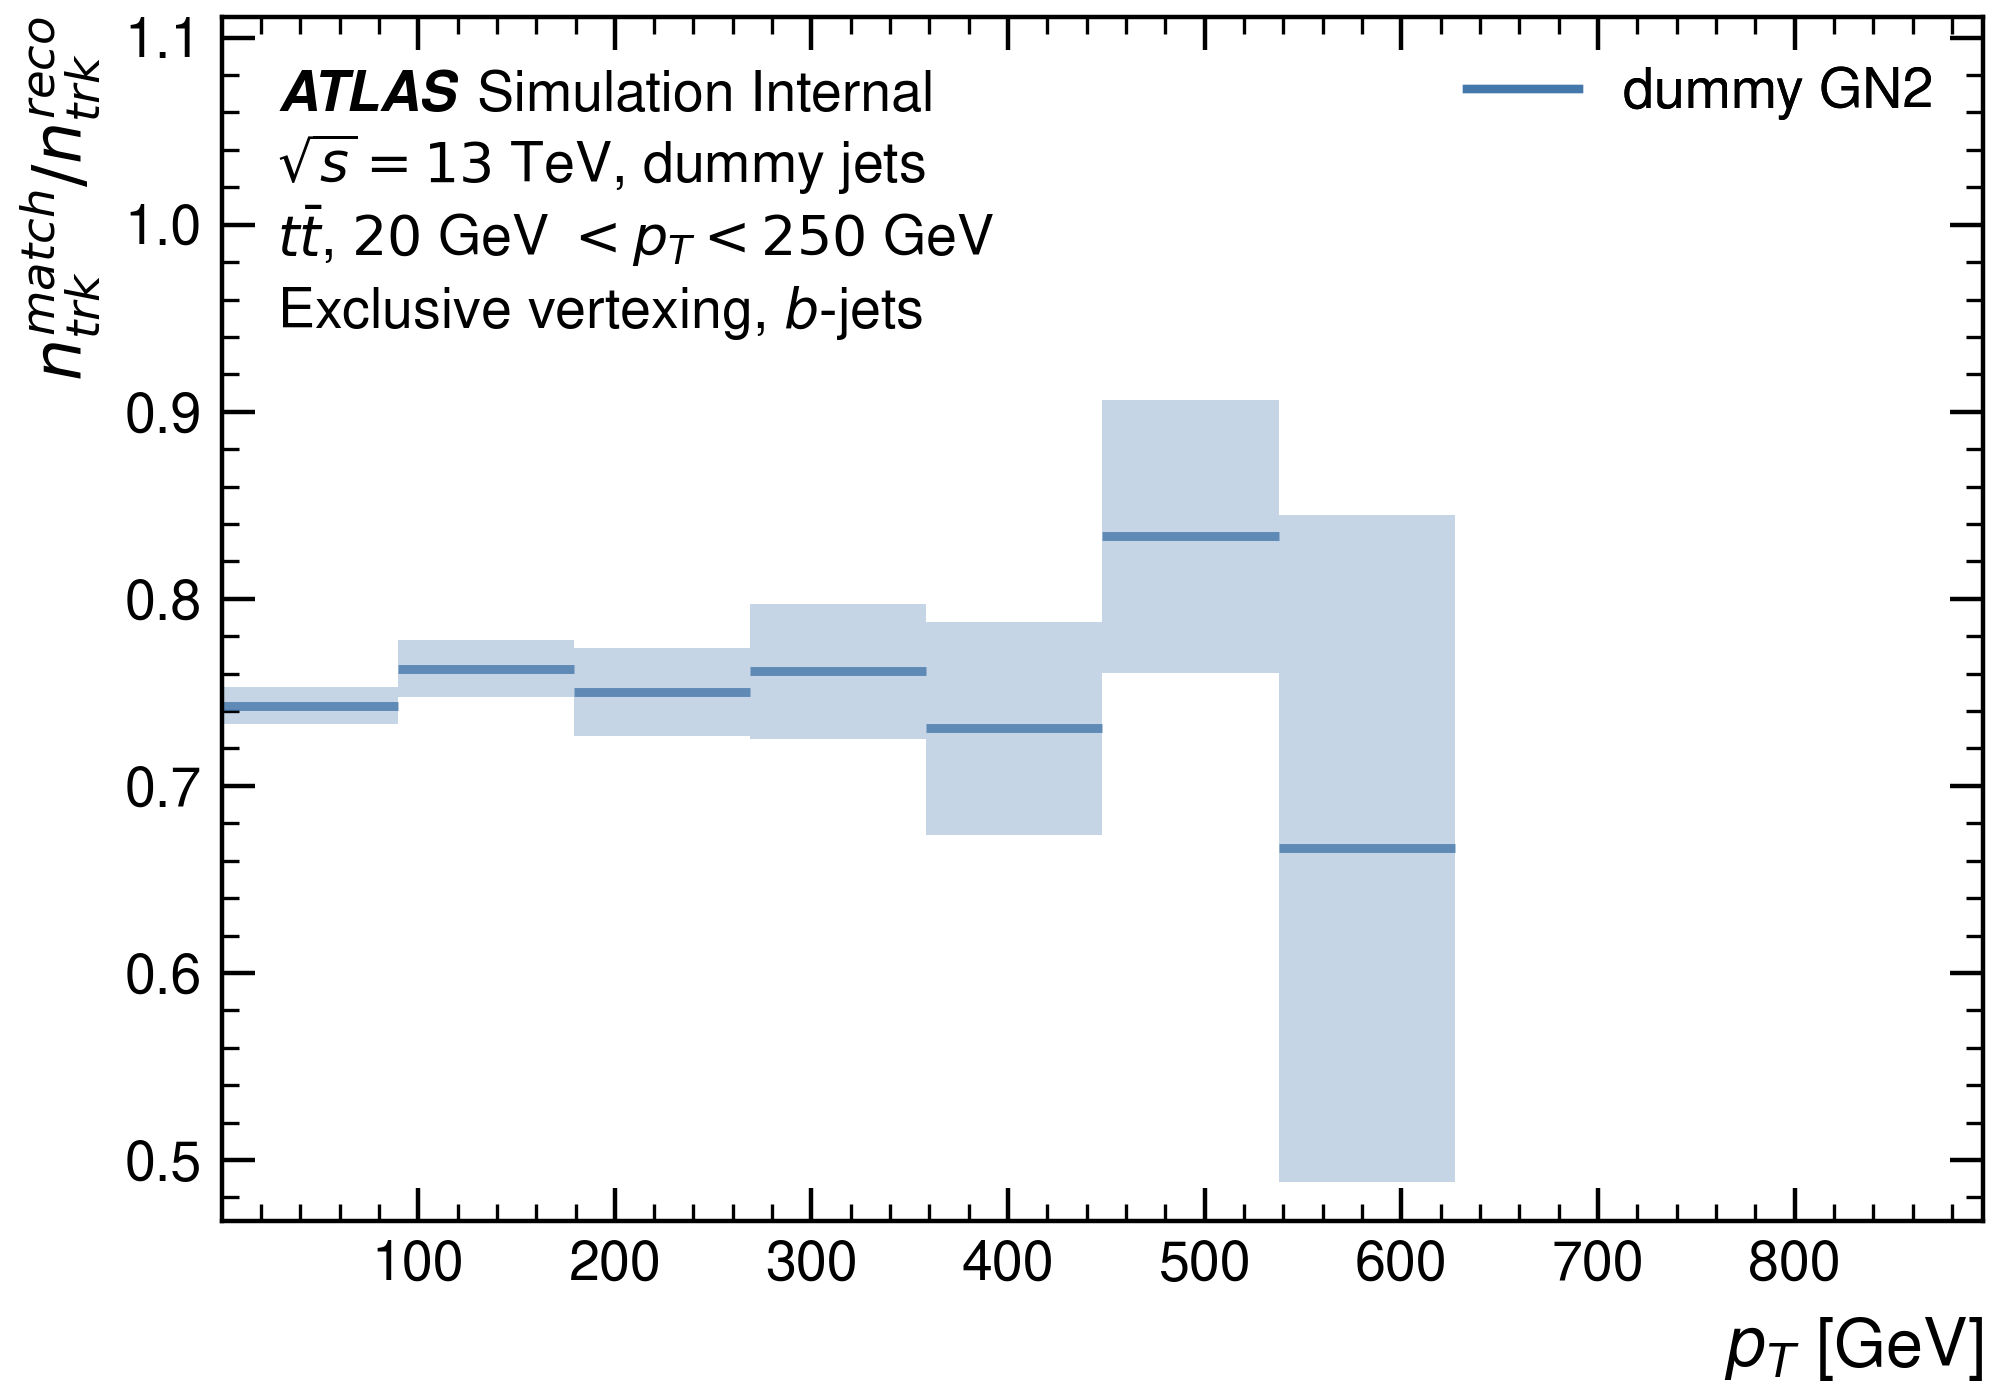 n_trk^match/n_trk^reco
ATLAS Simulation Internal
√s = 13 TeV, dummy jets
tt̄, 20 GeV < p_T < 250 GeV
Exclusive vertexing, b-jets
dummy GN2
1.1
1.0
0.9
0.8
0.7
0.6
0.5
100 200 300 400 500 600 700 800
p_T [GeV]